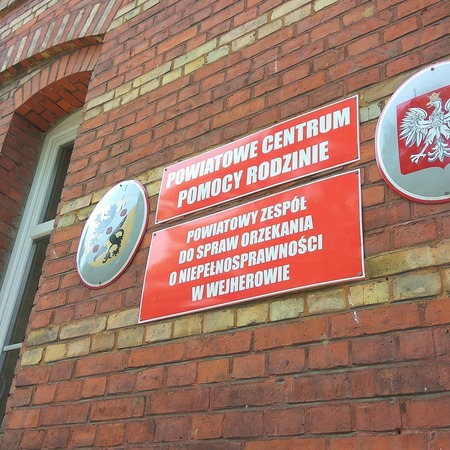 POWIATOWE CENTRUM
POMOCY RODZINIE
POWIATOWY ZESPÓŁ
DO SPRAW ORZEKANIA
O NIEPEŁNOSPRAWNOŚCI
W WEJHEROWIE